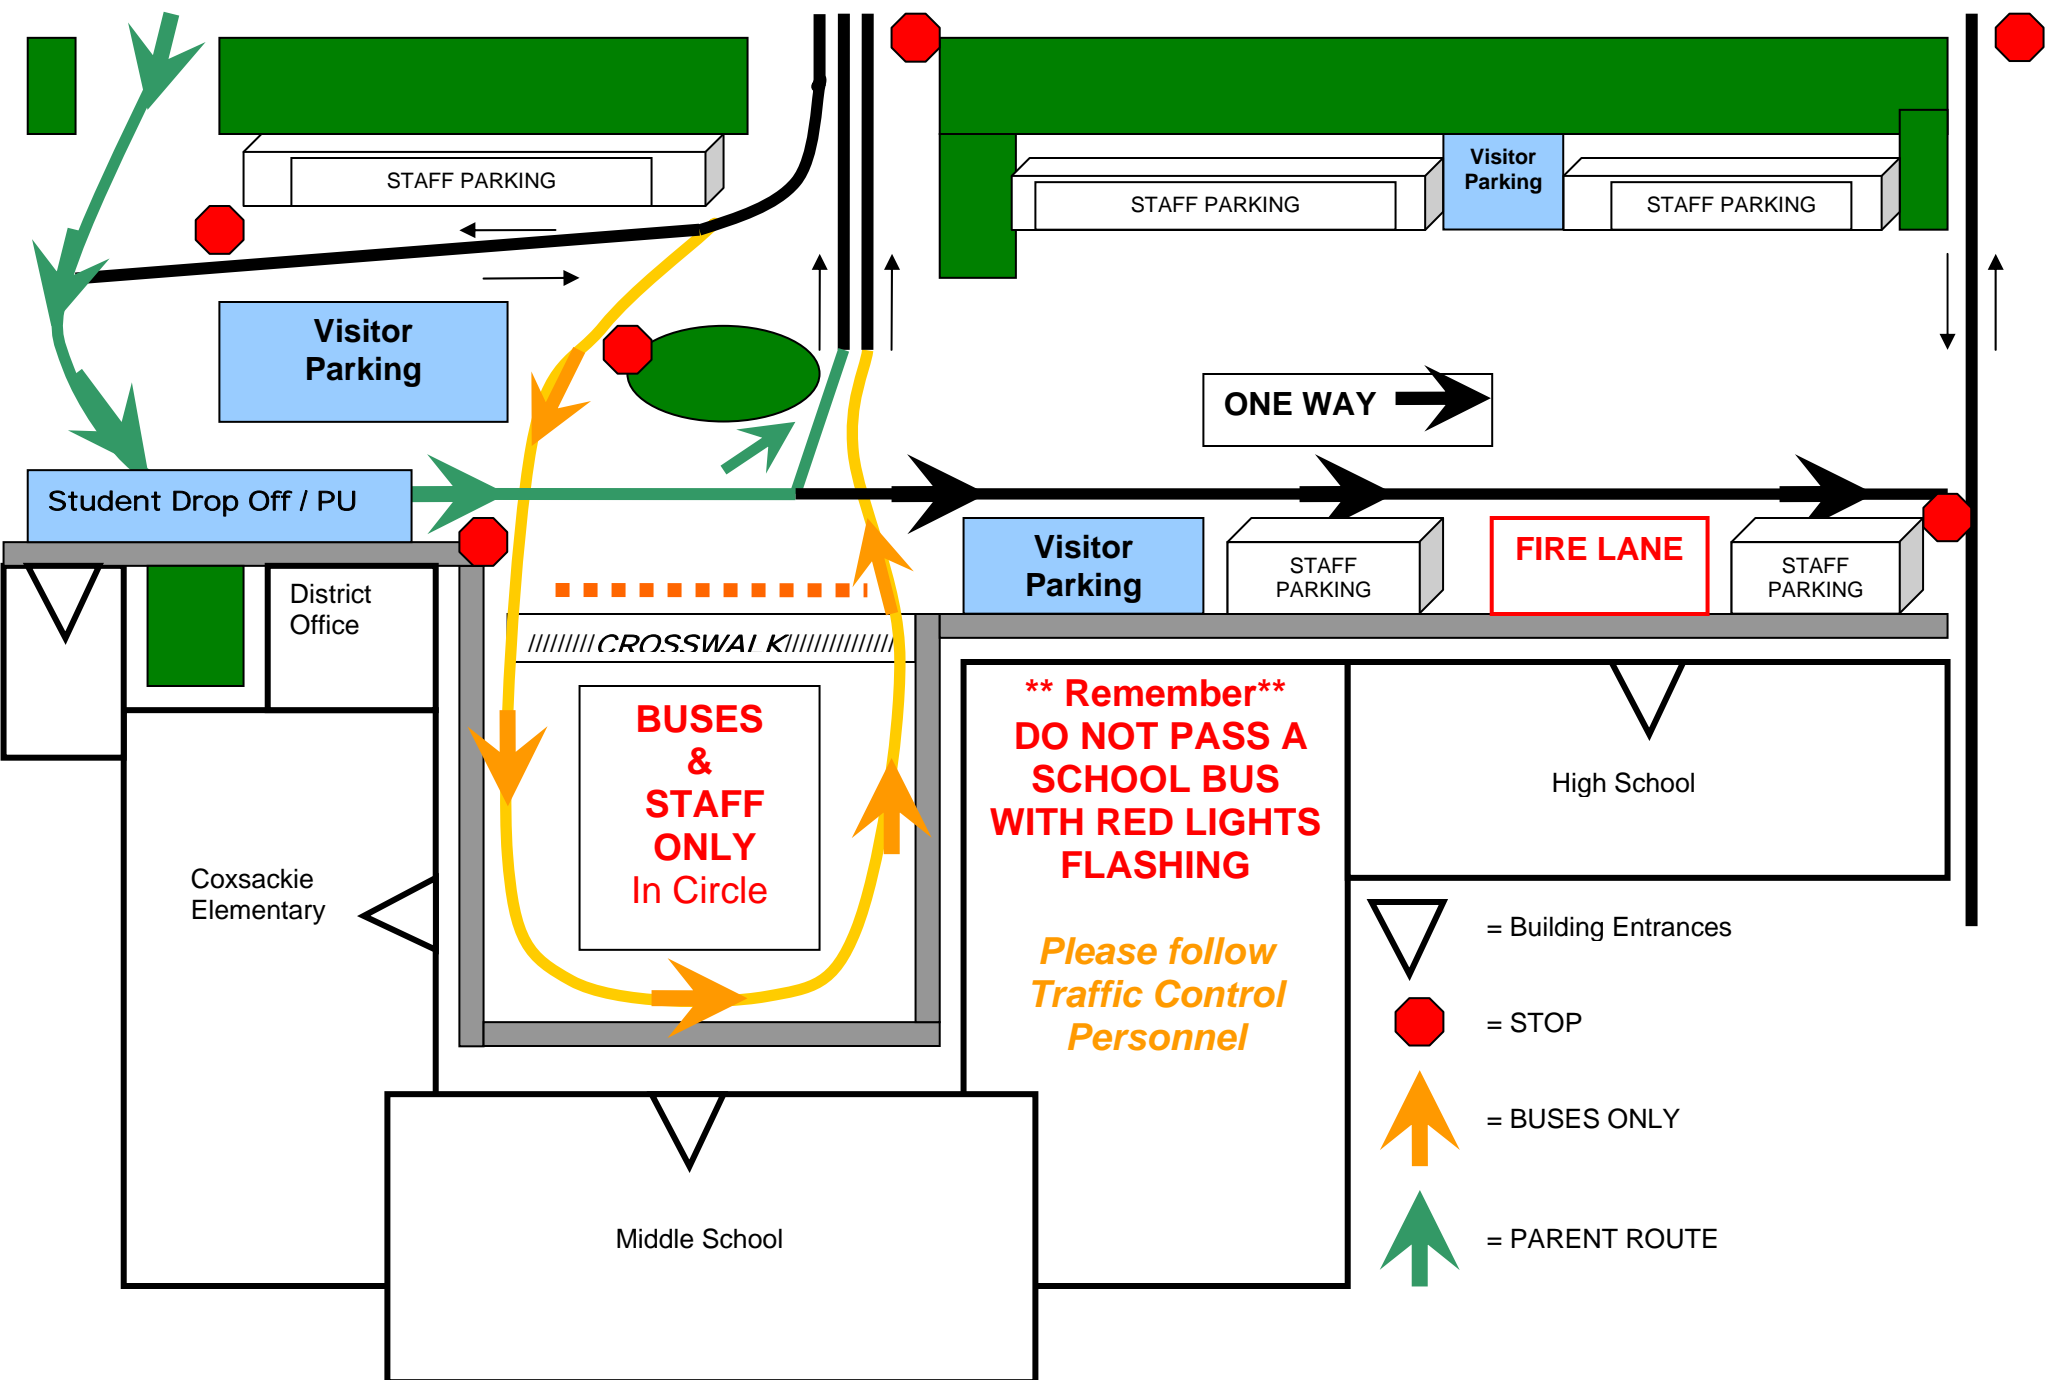 STAFF PARKING
STAFF PARKING
Visitor
Parking
STAFF PARKING
Visitor
Parking
ONE WAY
Student Drop Off / PU
Visitor
Parking
STAFF
PARKING
FIRE LANE
STAFF
PARKING
District
Office
/////////CROSSWALK//////////////
BUSES
&
STAFF
ONLY
In Circle
** Remember**
DO NOT PASS A
SCHOOL BUS
WITH RED LIGHTS
FLASHING
Please follow
Traffic Control
Personnel
High School
Coxsackie
Elementary
Middle School
= Building Entrances
= STOP
= BUSES ONLY
= PARENT ROUTE